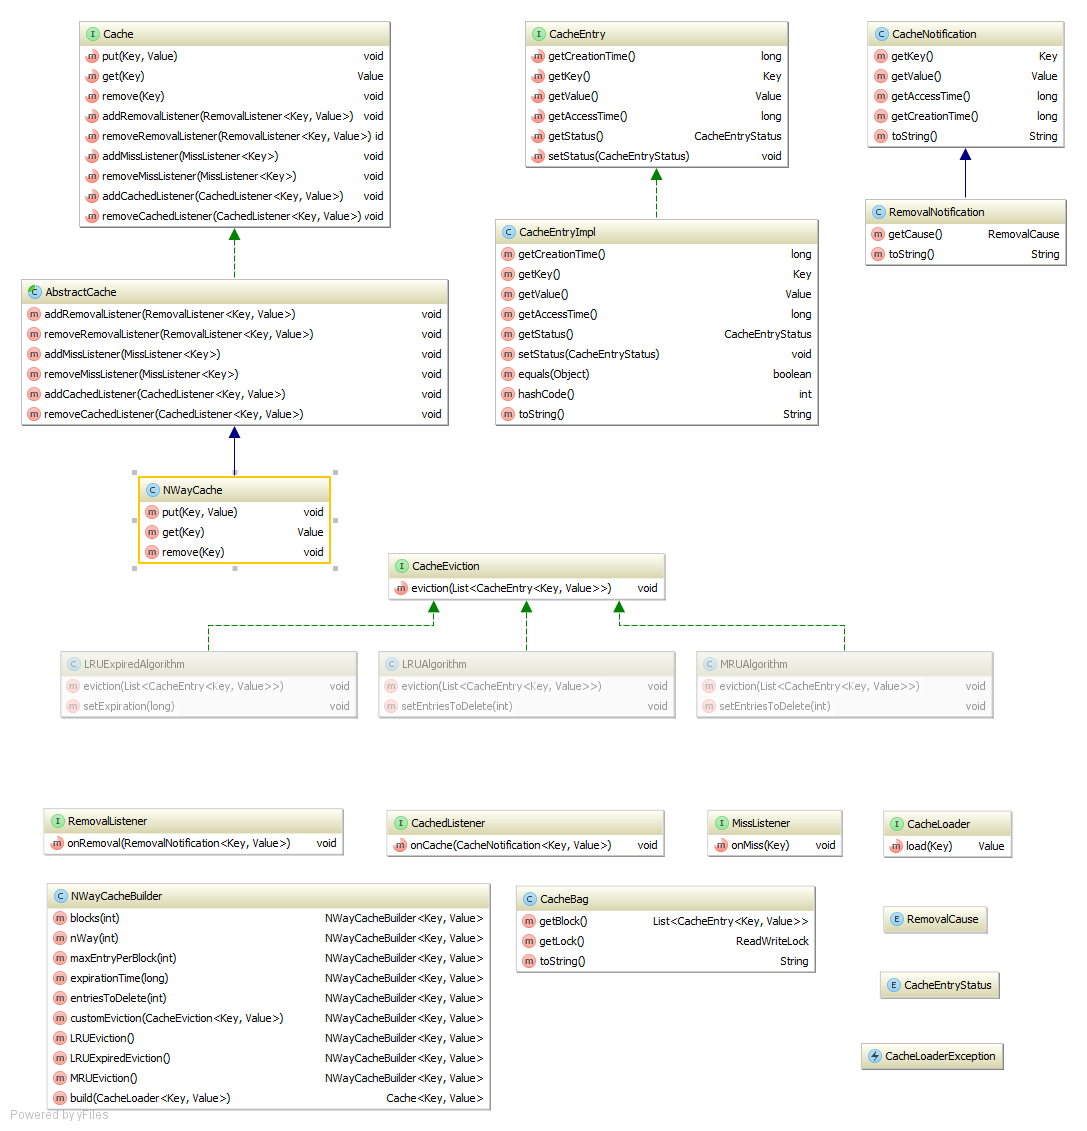 Cache
put(Key, Value) void
get(Key) Value
remove(Key) void
addRemovalListener(RemovalListener<Key, Value>) void
removeRemovalListener(RemovalListener<Key, Value>) id
addMissListener(MissListener<Key>) void
removeMissListener(MissListener<Key>) void
addCachedListener(CachedListener<Key, Value>) void
removeCachedListener(CachedListener<Key, Value>) void
CacheEntry
getCreationTime() long
getKey() Key
getValue() Value
getAccessTime() long
getStatus() CacheEntryStatus
setStatus(CacheEntryStatus) void
CacheNotification
getKey() Key
getValue() Value
getAccessTime() long
getCreationTime() long
toString() String
RemovalNotification
getCause() RemovalCause
toString() String
CacheEntryImpl
getCreationTime() long
getKey() Key
getValue() Value
getAccessTime() long
getStatus() CacheEntryStatus
setStatus(CacheEntryStatus) void
equals(Object) boolean
hashCode() int
toString() String
AbstractCache
addRemovalListener(RemovalListener<Key, Value>) void
removeRemovalListener(RemovalListener<Key, Value>) void
addMissListener(MissListener<Key>) void
removeMissListener(MissListener<Key>) void
addCachedListener(CachedListener<Key, Value>) void
removeCachedListener(CachedListener<Key, Value>) void
NWayCache
put(Key, Value) void
get(Key) Value
remove(Key) void
CacheEviction
eviction(List<CacheEntry<Key, Value>>) void
LRUExpiredAlgorithm
eviction(List<CacheEntry<Key, Value>>) void
setExpiration(long) void
LRUAlgorithm
eviction(List<CacheEntry<Key, Value>>) void
setEntriesToDelete(int) void
MRUAlgorithm
eviction(List<CacheEntry<Key, Value>>) void
setEntriesToDelete(int) void
RemovalListener
onRemoval(RemovalNotification<Key, Value>) void
CachedListener
onCache(CacheNotification<Key, Value>) void
MissListener
onMiss(Key) void
CacheLoader
load(Key) Value
NWayCacheBuilder
blocks(int) NWayCacheBuilder<Key, Value>
nWay(int) NWayCacheBuilder<Key, Value>
maxEntryPerBlock(int) NWayCacheBuilder<Key, Value>
expirationTime(long) NWayCacheBuilder<Key, Value>
entriesToDelete(int) NWayCacheBuilder<Key, Value>
customEviction(CacheEviction<Key, Value>) NWayCacheBuilder<Key, Value>
LRUEviction() NWayCacheBuilder<Key, Value>
LRUExpiredEviction() NWayCacheBuilder<Key, Value>
MRUEviction() NWayCacheBuilder<Key, Value>
build(CacheLoader<Key, Value>) Cache<Key, Value>
CacheBag
getBlock() List<CacheEntry<Key, Value>>
getLock() ReadWriteLock
toString() String
RemovalCause
CacheEntryStatus
CacheLoaderException
Powered by yFiles